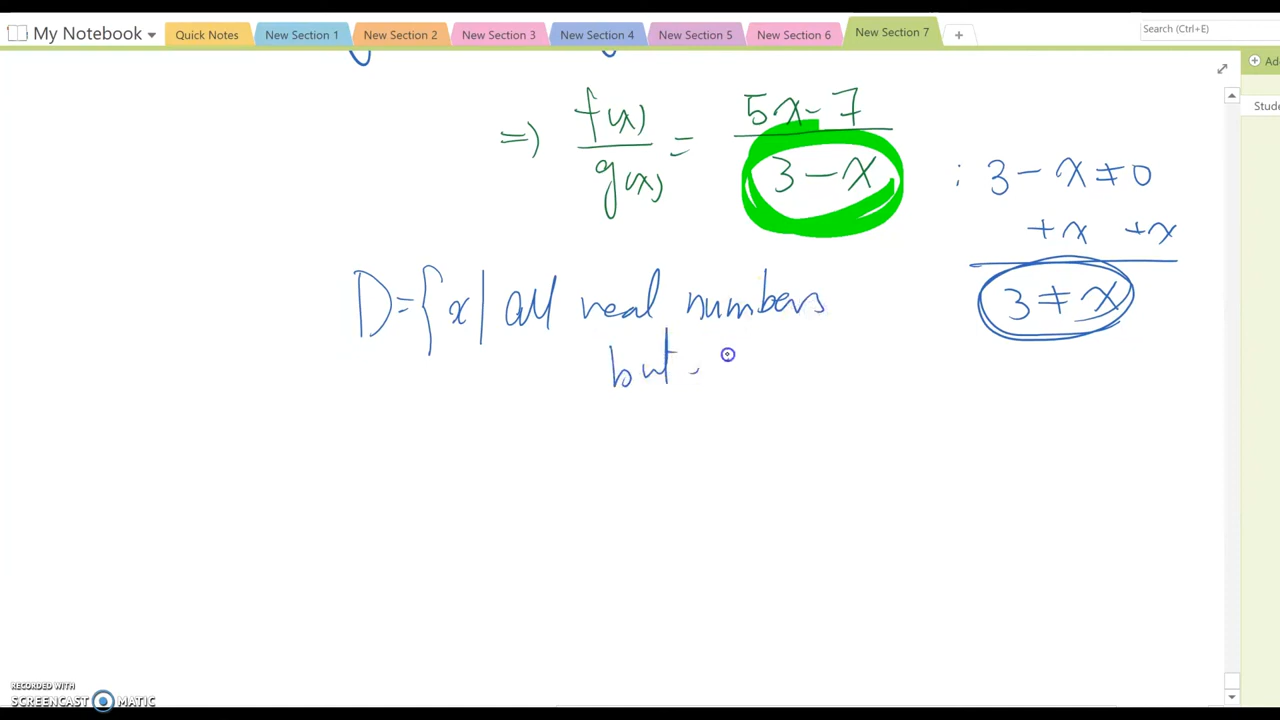 My Notebook
Quick Notes
New Section 1
New Section 2
New Section 3
New Section 4
New Section 5
New Section 6
New Section 7
Search (Ctrl+E)
Add
Stude
=> f(x)/g(x) = 5x-7/3-x
: 3-x≠0
+x +x
3≠x
D={x| all real numbers
but
RECORDED WITH
SCREENCAST MATIC